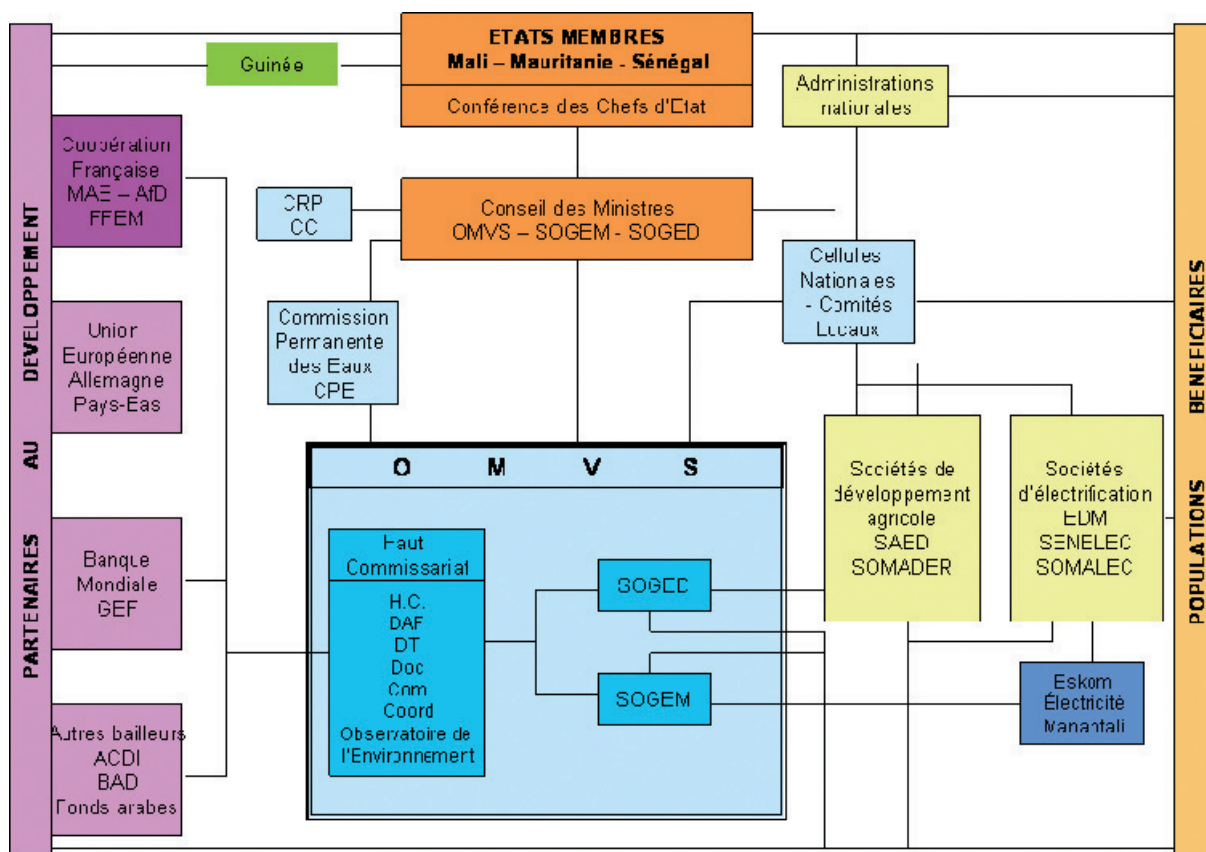 ETATS MEMBRES
Mali – Mauritanie - Sénégal
Conférence des Chefs d'Etat
Guinée
Administrations
nationales
Coopération
Française
MAE – AfD
FFEM
CRP
CC
Conseil des Ministres
OMVS – SOGEM - SOGED
Cellules
Nationales
- Comités
Locaux
Union
Européenne
Allemagne
Pays-Bas
Commission
Permanente
des Eaux
CPE
O M V S
Haut
Commissariat
H.C.
DAF
DT
Doc
Com
Coord
Observatoire de
l'Environnement
SOGED
SOGEM
Sociétés de
développement
agricole
SAED
SOMADER
Sociétés
d'électrification
EDM
SENELEC
SOMALEC
Banque
Mondiale
GEF
Autres bailleurs
ACDI
BAD
Fonds arabes
Eskom
Électricité
Manantali
PARTENAIRES AU DEVELOPPEMENT
POPULATIONS BENEFICIAIRES